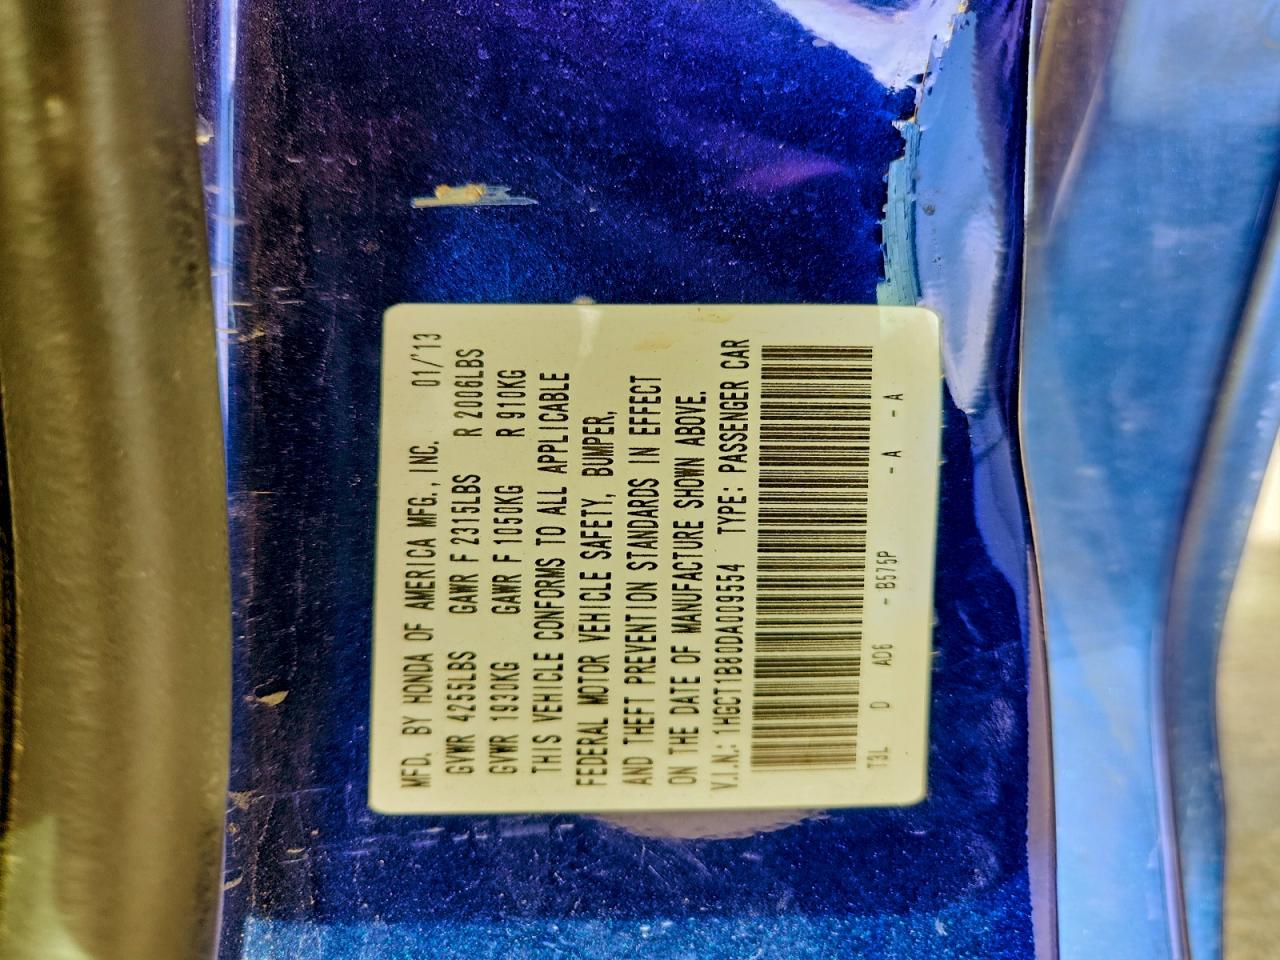 MFD. BY HONDA OF AMERICA MFG., INC. 01/'13
GVWR 4255LBS GAWR F 2315LBS R 2006LBS
GVWR 1930KG GAWR F 1050KG R 910KG
THIS VEHICLE CONFORMS TO ALL APPLICABLE
FEDERAL MOTOR VEHICLE SAFETY, BUMPER,
AND THEFT PREVENTION STANDARDS IN EFFECT
ON THE DATE OF MANUFACTURE SHOWN ABOVE.
V.I.N.: 1HGCT1B80DA009554 TYPE: PASSENGER CAR
T3L D AD6 - B575P - A - A